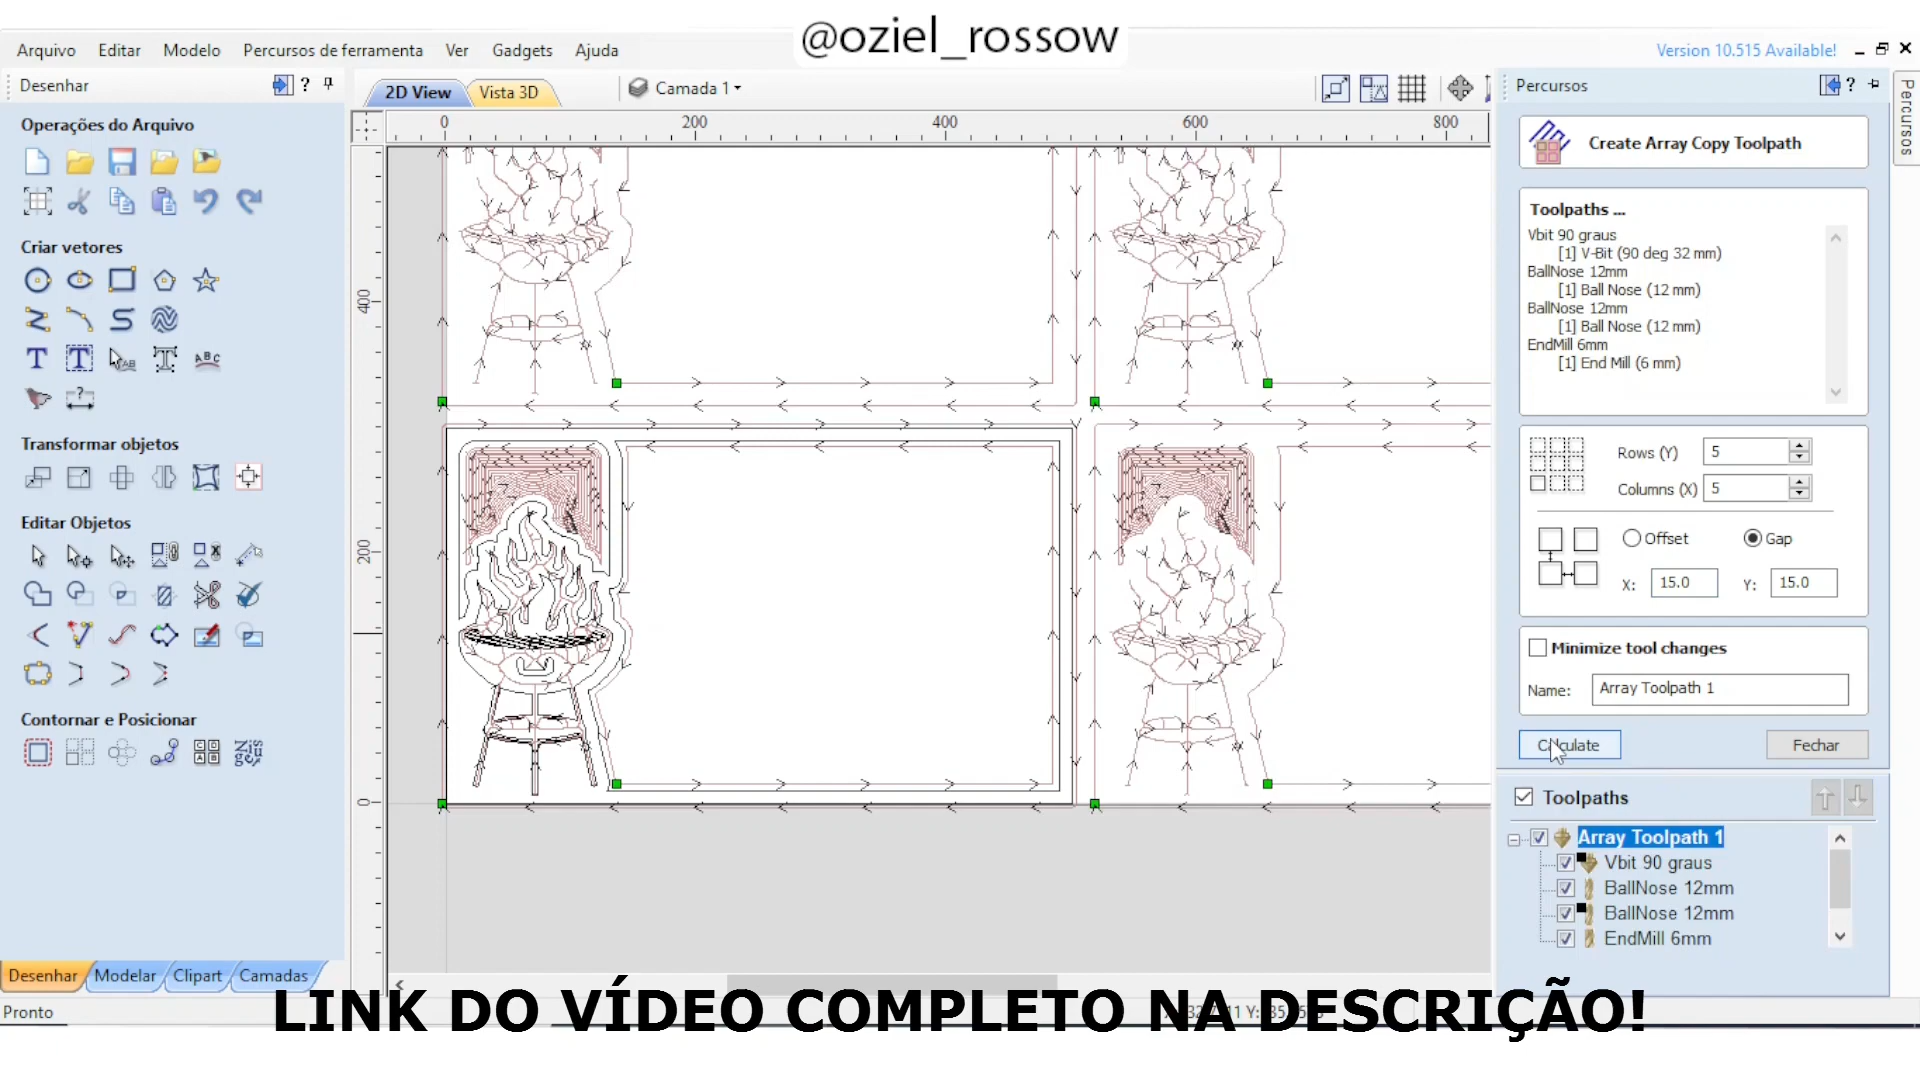 @oziel_rossow
Arquivo Editar Modelo Percursos de ferramenta Ver Gadgets Ajuda
Version 10.515 Available!
Desenhar ?
2D View Vista 3D
Camada 1
Percursos ?
Percursos
Operações do Arquivo
Criar vetores
Transformar objetos
Editar Objetos
Contornar e Posicionar
0 200 400 600 800
400
200
0
Create Array Copy Toolpath
Toolpaths ...
Vbit 90 graus
[1] V-Bit (90 deg 32 mm)
BallNose 12mm
[1] Ball Nose (12 mm)
BallNose 12mm
[1] Ball Nose (12 mm)
EndMill 6mm
[1] End Mill (6 mm)
Rows (Y) 5
Columns (X) 5
Offset Gap
X: 15.0 Y: 15.0
Minimize tool changes
Name: Array Toolpath 1
Calculate Fechar
Toolpaths
Array Toolpath 1
Vbit 90 graus
BallNose 12mm
BallNose 12mm
EndMill 6mm
Desenhar Modelar Clipart Camadas
Pronto
LINK DO VÍDEO COMPLETO NA DESCRIÇÃO!